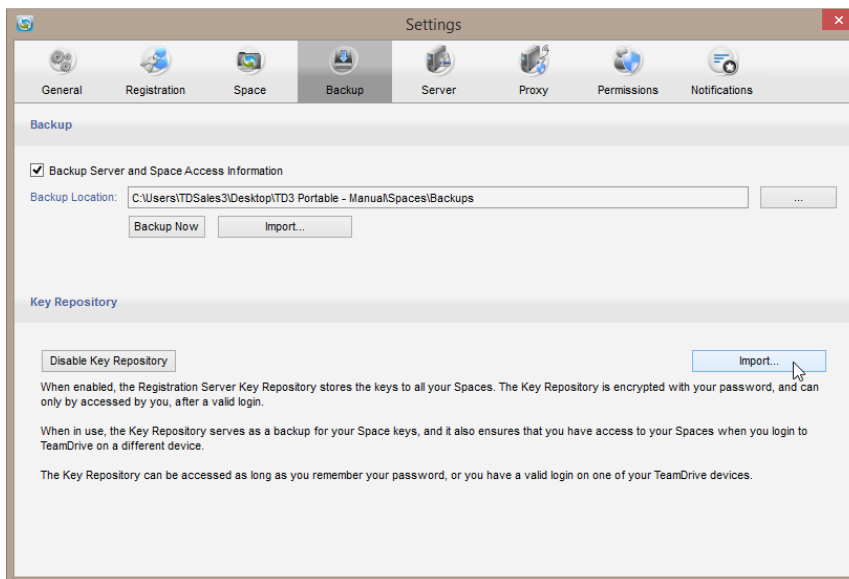 Settings
General Registration Space Backup Server Proxy Permissions Notifications
Backup
Backup Server and Space Access Information
Backup Location: C:\Users\TDSales3\Desktop\TD3 Portable - Manual\Spaces\Backups ...
Backup Now Import...
Key Repository
Disable Key Repository Import...
When enabled, the Registration Server Key Repository stores the keys to all your Spaces. The Key Repository is encrypted with your password, and can
only by accessed by you, after a valid login.
When in use, the Key Repository serves as a backup for your Space keys, and it also ensures that you have access to your Spaces when you login to
TeamDrive on a different device.
The Key Repository can be accessed as long as you remember your password, or you have a valid login on one of your TeamDrive devices.